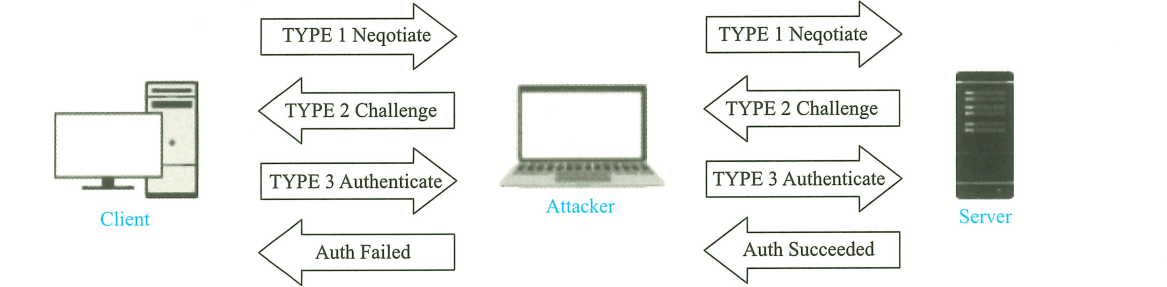 TYPE 1 Neqotiate
TYPE 1 Neqotiate
TYPE 2 Challenge
TYPE 2 Challenge
TYPE 3 Authenticate
TYPE 3 Authenticate
Client
Attacker
Server
Auth Failed
Auth Succeeded